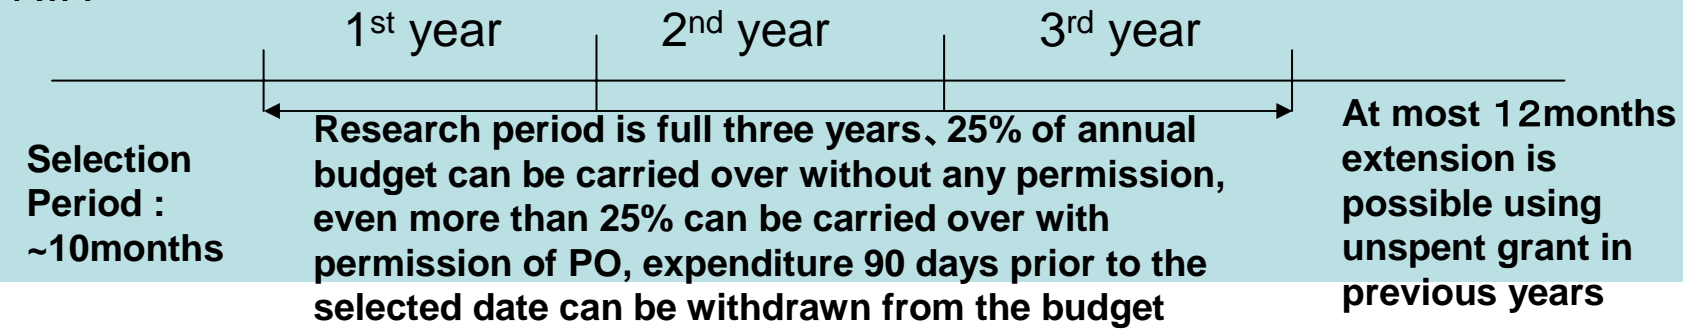 1st year
2nd year
3rd year
Selection
Period :
~10months
Research period is full three years、25% of annual
budget can be carried over without any permission,
even more than 25% can be carried over with
permission of PO, expenditure 90 days prior to the
selected date can be withdrawn from the budget
At most １２months
extension is
possible using
unspent grant in
previous years